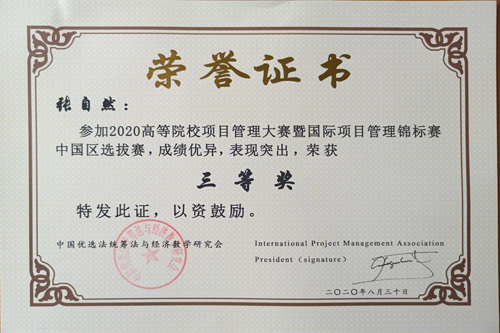 荣誉证书
张自然：
参加2020高等院校项目管理大赛暨国际项目管理锦标赛
中国区选拔赛，成绩优异，表现突出，荣获
三等奖
特发此证，以资鼓励。
中国优选法统筹法与经济数学研究会
International Project Management Association
President (signature)
二〇二〇年八月三十日